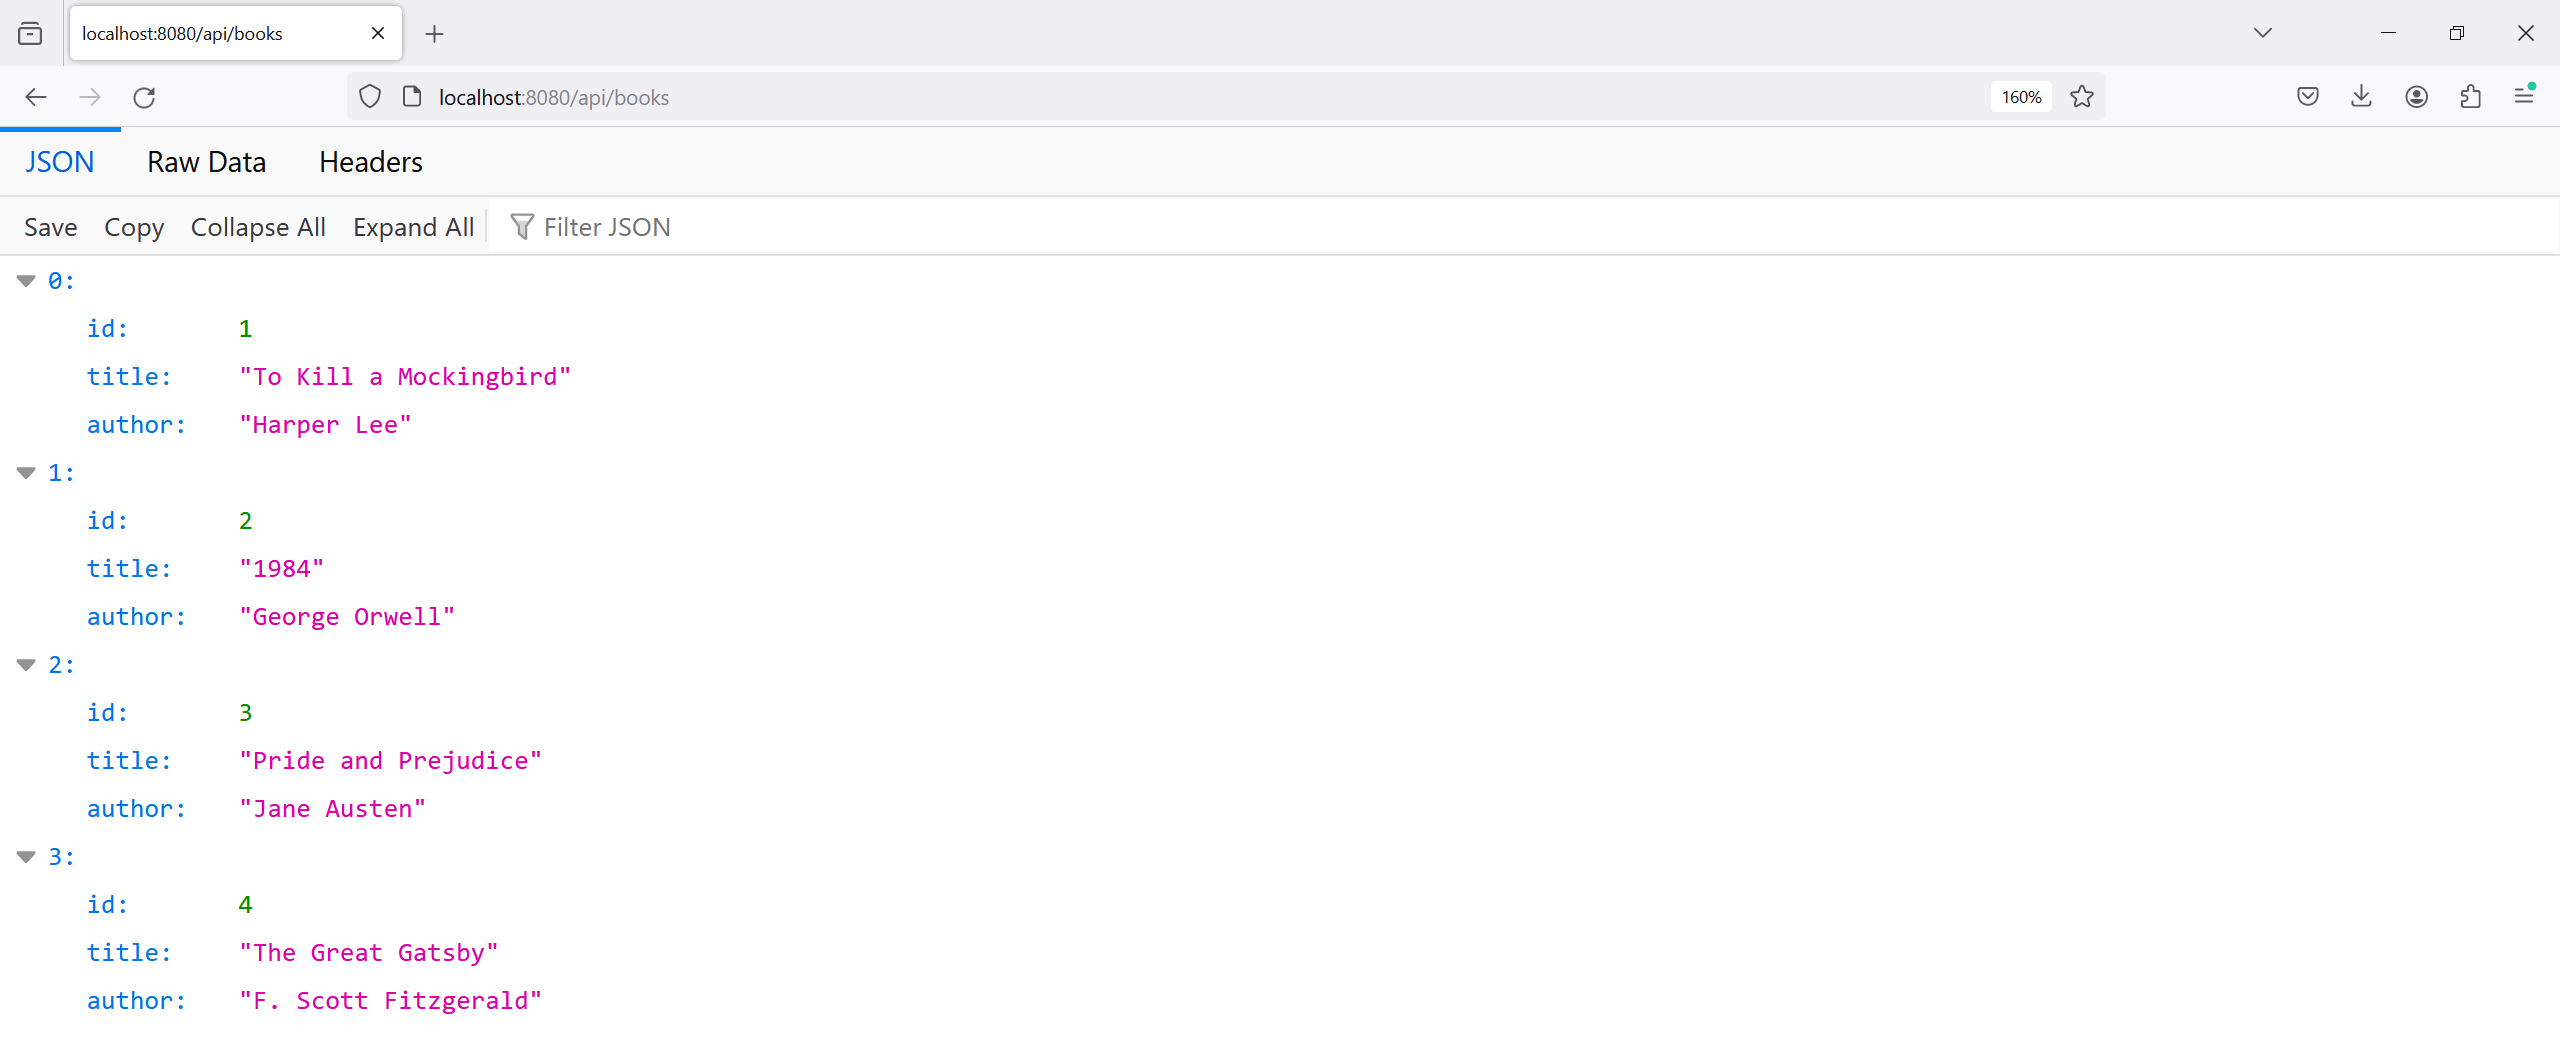 localhost:8080/api/books
localhost:8080/api/books 160%
JSON Raw Data Headers
Save Copy Collapse All Expand All Filter JSON
0:
id: 1
title: "To Kill a Mockingbird"
author: "Harper Lee"
1:
id: 2
title: "1984"
author: "George Orwell"
2:
id: 3
title: "Pride and Prejudice"
author: "Jane Austen"
3:
id: 4
title: "The Great Gatsby"
author: "F. Scott Fitzgerald"